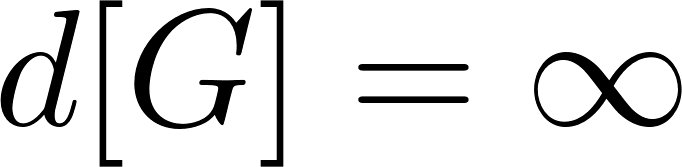 d[G] = ∞